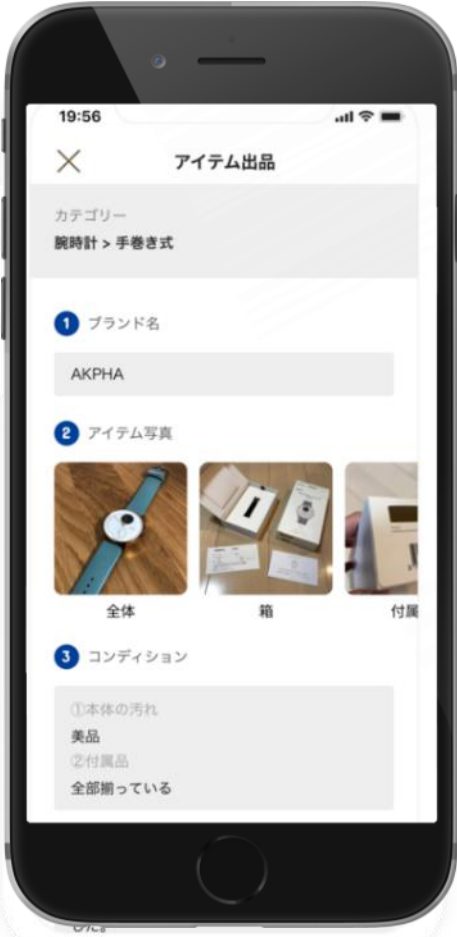 19:56
アイテム出品
カテゴリー
腕時計 > 手巻き式
1 ブランド名
AKPHA
2 アイテム写真
全体
箱
付属
3 コンディション
①本体の汚れ
美品
②付属品
全部揃っている
した。